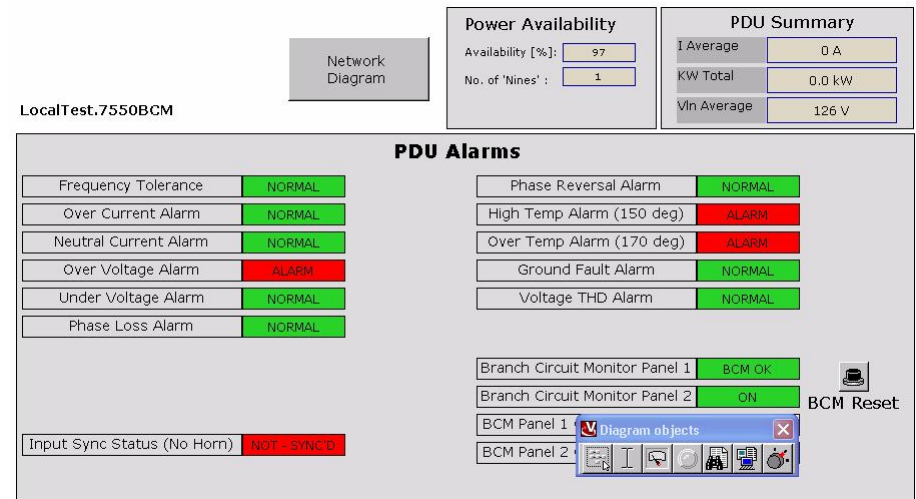 Power Availability
Availability [%]: 97
No. of 'Nines' : 1
PDU Summary
I Average 0 A
KW Total 0.0 kW
Vln Average 126 V
Network
Diagram
LocalTest.7550BCM
PDU Alarms
Frequency Tolerance NORMAL
Over Current Alarm NORMAL
Neutral Current Alarm NORMAL
Over Voltage Alarm ALARM
Under Voltage Alarm NORMAL
Phase Loss Alarm NORMAL
Input Sync Status (No Horn) NOT - SYNC'D
Phase Reversal Alarm NORMAL
High Temp Alarm (150 deg) ALARM
Over Temp Alarm (170 deg) ALARM
Ground Fault Alarm NORMAL
Voltage THD Alarm NORMAL
Branch Circuit Monitor Panel 1 BCM OK
Branch Circuit Monitor Panel 2 ON
BCM Panel 1
BCM Panel 2
BCM Reset
Diagram objects